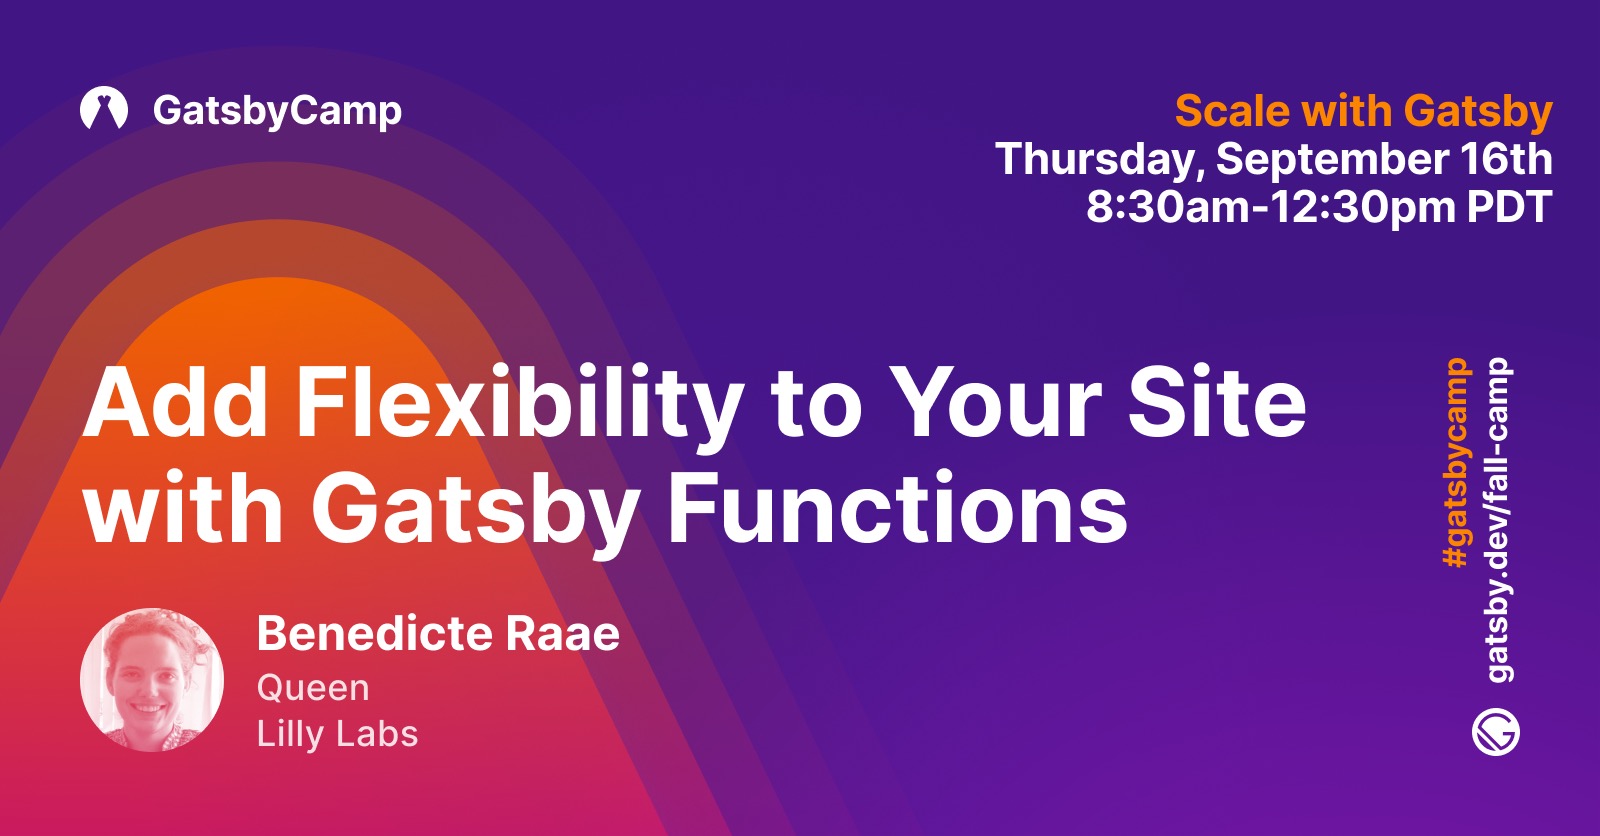 GatsbyCamp
Scale with Gatsby
Thursday, September 16th
8:30am-12:30pm PDT
Add Flexibility to Your Site
with Gatsby Functions
Benedicte Raae
Queen
Lilly Labs
#gatsbycamp
gatsby.dev/fall-camp